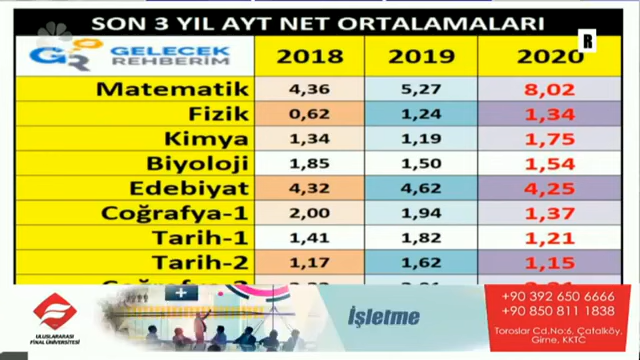 SON 3 YIL AYT NET ORTALAMALARI
R
GR GELECEK
REHBERİM
2018 2019 2020
Matematik 4,36 5,27 8,02
Fizik 0,62 1,24 1,34
Kimya 1,34 1,19 1,75
Biyoloji 1,85 1,50 1,54
Edebiyat 4,32 4,62 4,25
Coğrafya-1 2,00 1,94 1,37
Tarih-1 1,41 1,82 1,21
Tarih-2 1,17 1,62 1,15
ULUSLARARASI
FİNAL ÜNİVERSİTESİ
İşletme
+90 392 650 6666
+90 850 811 1838
Toroslar Cd.No:6, Çatalköy,
Girne, KKTC